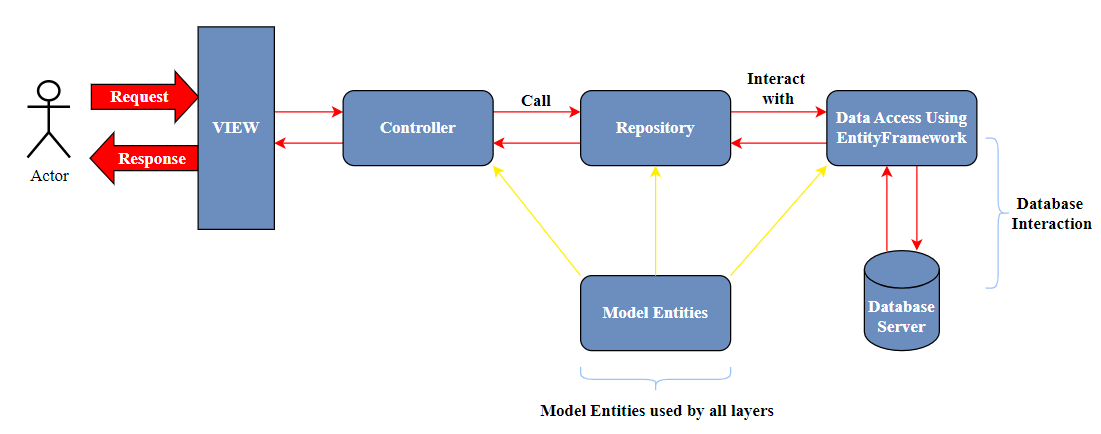 Request
Response
Actor
VIEW
Controller
Call
Repository
Interact
with
Data Access Using
EntityFramework
Database
Interaction
Model Entities
Database
Server
Model Entities used by all layers